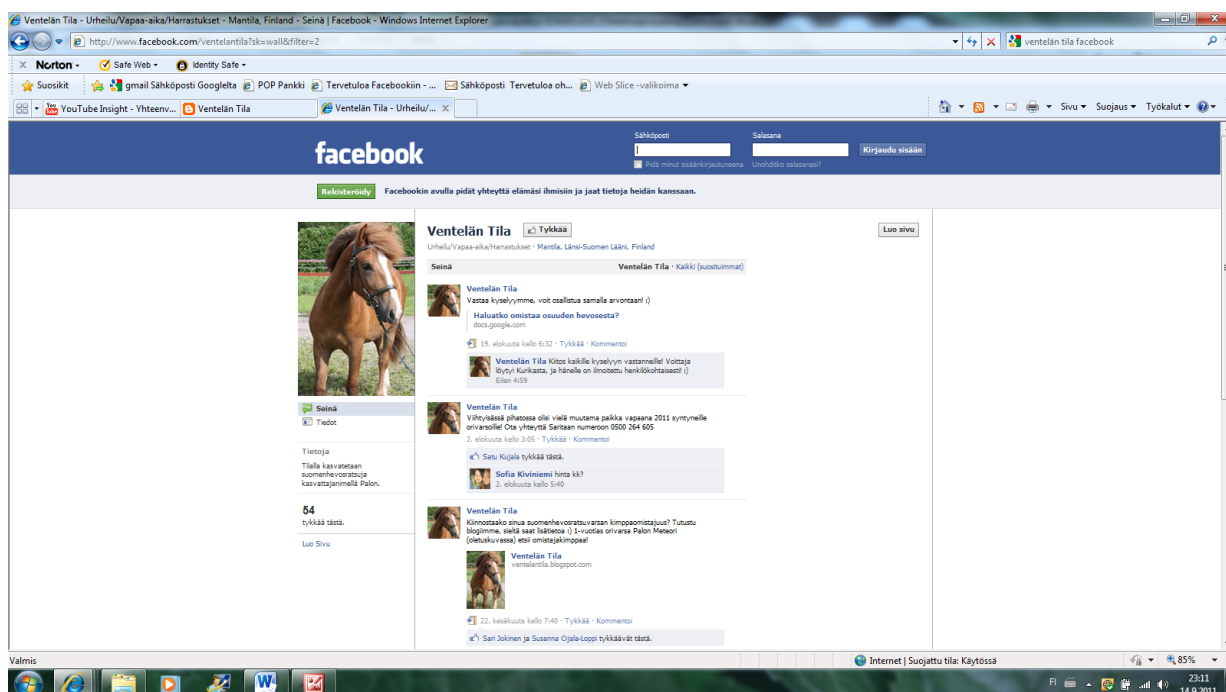 Ventelän Tila - Urheilu/Vapaa-aika/Harrastukset - Mantila, Finland - Seinä | Facebook - Windows Internet Explorer
http://www.facebook.com/ventelantila?sk=wall&filter=2
ventelän tila facebook
Norton - Safe Web - Identity Safe -
Suosikit gmail Sähköposti Googlelta POP Pankki Tervetuloa Facebookiin - ... Sähköposti Tervetuloa oh... Web Slice -valikoima
YouTube Insight - Yhteenv... Ventelän Tila Ventelän Tila - Urheilu/... X Sivu Suojaus Työkalut
facebook
Sähköposti Salasana
Kirjaudu sisään
Pidä minut sisäänkirjautuneena Unohditko salasanasi?
Rekisteröidy Facebookin avulla pidät yhteyttä elämäsi ihmisiin ja jaat tietoja heidän kanssaan.
Ventelän Tila Tykkää Luo sivu
Urheilu/Vapaa-aika/Harrastukset · Mantila, Länsi-Suomen Lääni, Finland
Seinä Ventelän Tila · Kaikki (suosituimmat)
Ventelän Tila
Vastaa kyselyymme, voit osallistua samalla arvontaan! :)
Haluatko omistaa osuuden hevosesta?
docs.google.com
19. elokuuta kello 6:32 · Tykkää · Kommentoi
Ventelän Tila Kiitos kaikille kyselyyn vastanneille! Voittaja
löytyi Kurikasta, ja hänelle on ilmoitettu henkilökohtaisesti! :)
Eilen 4:59
Seinä
Tiedot
Tietoja
Tilalla kasvatetaan
suomenhevosratsuja
kasvattajanimellä Palon.
54
tykkää tästä.
Luo Sivu
Ventelän Tila
Viihtyisässä pihatossa olisi vielä muutama paikka vapaana 2011 syntyneille
orivarsoille! Ota yhteyttä Saritaan numeroon 0500 264 605
2. elokuuta kello 3:05 · Tykkää · Kommentoi
Satu Kujala tykkää tästä.
Sofia Kiviniemi hinta kk?
2. elokuuta kello 5:40
Ventelän Tila
Kiinnostaako sinua suomenhevosratsuvarsan kimppaomistajuus? Tutustu
blogiimme, sieltä saat lisätietoa :) 1-vuotias orivarsa Palon Meteori
(oletuskuvassa) etsii omistajakimppaa!
Ventelän Tila
ventelantila.blogspot.com
22. kesäkuuta kello 7:40 · Tykkää · Kommentoi
Sari Jokinen ja Susanna Ojala-Loppi tykkäävät tästä.
Valmis Internet | Suojattu tila: Käytössä 85%
FI 23:11
14.9.2011